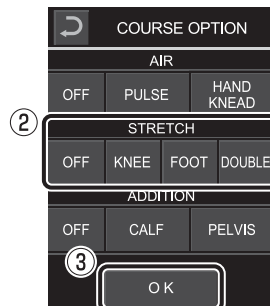 COURSE OPTION
AIR
OFF PULSE HAND KNEAD
②
STRETCH
OFF KNEE FOOT DOUBLE
ADDITION
OFF CALF PELVIS
③
OK